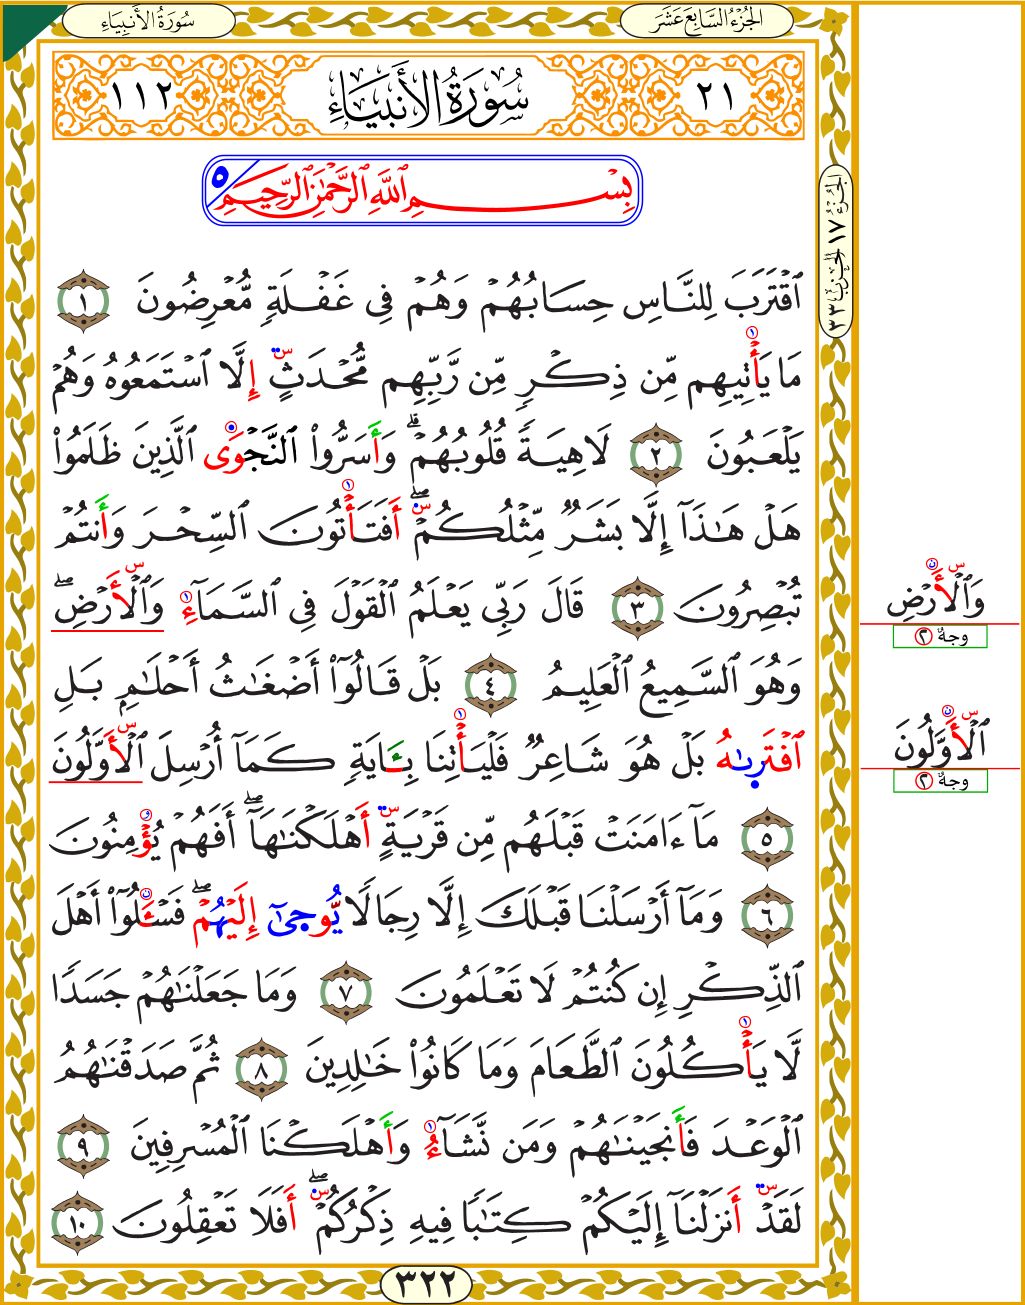 سُورَةُ الأَنْبِيَاءِ
الجُزْءُ السَّابِعَ عَشَرَ
٢١ سُورَةُ الأَنبِيَاءِ ١١٢
بِسْمِ ٱللَّهِ ٱلرَّحْمَٰنِ ٱلرَّحِيمِ ٥
الجُزْءُ ١٧ الحِزْبُ ٣٣
ٱقْتَرَبَ لِلنَّاسِ حِسَابُهُمْ وَهُمْ فِى غَفْلَةٍ مُّعْرِضُونَ ١
مَا يَأْتِيهِم مِّن ذِكْرٍ مِّن رَّبِّهِم مُّحْدَثٍ إِلَّا ٱسْتَمَعُوهُ وَهُمْ
يَلْعَبُونَ ٢ لَاهِيَةً قُلُوبُهُمْ ۗ وَأَسَرُّوا۟ ٱلنَّجْوَى ٱلَّذِينَ ظَلَمُوا۟
هَلْ هَٰذَآ إِلَّا بَشَرٌ مِّثْلُكُمْ ۖ أَفَتَأْتُونَ ٱلسِّحْرَ وَأَنتُمْ
تُبْصِرُونَ ٣ قَالَ رَبِّى يَعْلَمُ ٱلْقَوْلَ فِى ٱلسَّمَآءِ وَٱلْأَرْضِ ۖ
وَهُوَ ٱلسَّمِيعُ ٱلْعَلِيمُ ٤ بَلْ قَالُوٓا۟ أَضْغَٰثُ أَحْلَٰمٍ بَلِ
ٱفْتَرِىٰهُ بَلْ هُوَ شَاعِرٌ فَلْيَأْتِنَا بِـَٔايَةٍ كَمَآ أُرْسِلَ ٱلْأَوَّلُونَ
٥ مَآ ءَامَنَتْ قَبْلَهُم مِّن قَرْيَةٍ أَهْلَكْنَٰهَآ ۖ أَفَهُمْ يُؤْمِنُونَ
٦ وَمَآ أَرْسَلْنَا قَبْلَكَ إِلَّا رِجَالًا يُوحَىٰٓ إِلَيْهُمْ ۖ فَسْـَٔلُوٓا۟ أَهْلَ
ٱلذِّكْرِ إِن كُنتُمْ لَا تَعْلَمُونَ ٧ وَمَا جَعَلْنَٰهُمْ جَسَدًا
لَّا يَأْكُلُونَ ٱلطَّعَامَ وَمَا كَانُوا۟ خَٰلِدِينَ ٨ ثُمَّ صَدَقْنَٰهُمُ
ٱلْوَعْدَ فَأَنجَيْنَٰهُمْ وَمَن نَّشَآءُ وَأَهْلَكْنَا ٱلْمُسْرِفِينَ ٩
لَقَدْ أَنزَلْنَآ إِلَيْكُمْ كِتَٰبًا فِيهِ ذِكْرُكُمْ ۖ أَفَلَا تَعْقِلُونَ ١٠
وَٱلْأَرْضِ
وجهٌ ٢
ٱلْأَوَّلُونَ
وجهٌ ٢
٣٢٢